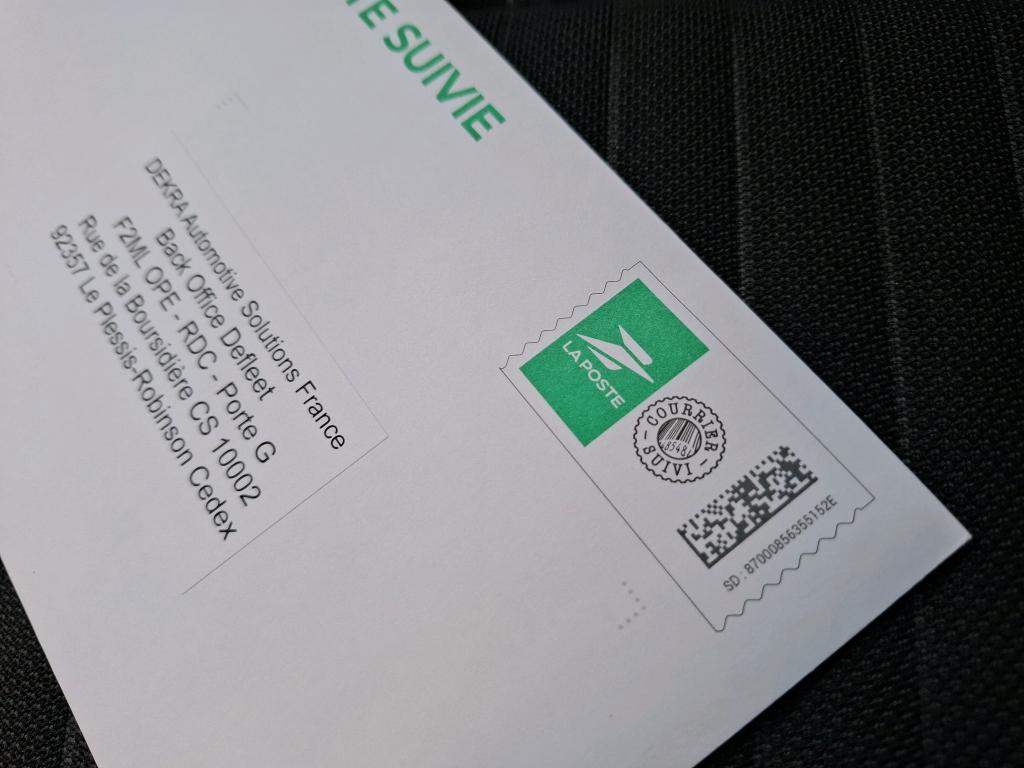 TE SUIVIE
LA POSTE
COURRIER
SUIVI
SD : 87000856355152E
DEKRA Automotive Solutions France
Back Office Defleet
F2ML OPE - RDC - Porte G
Rue de la Boursidière CS 10002
92357 Le Plessis-Robinson Cedex